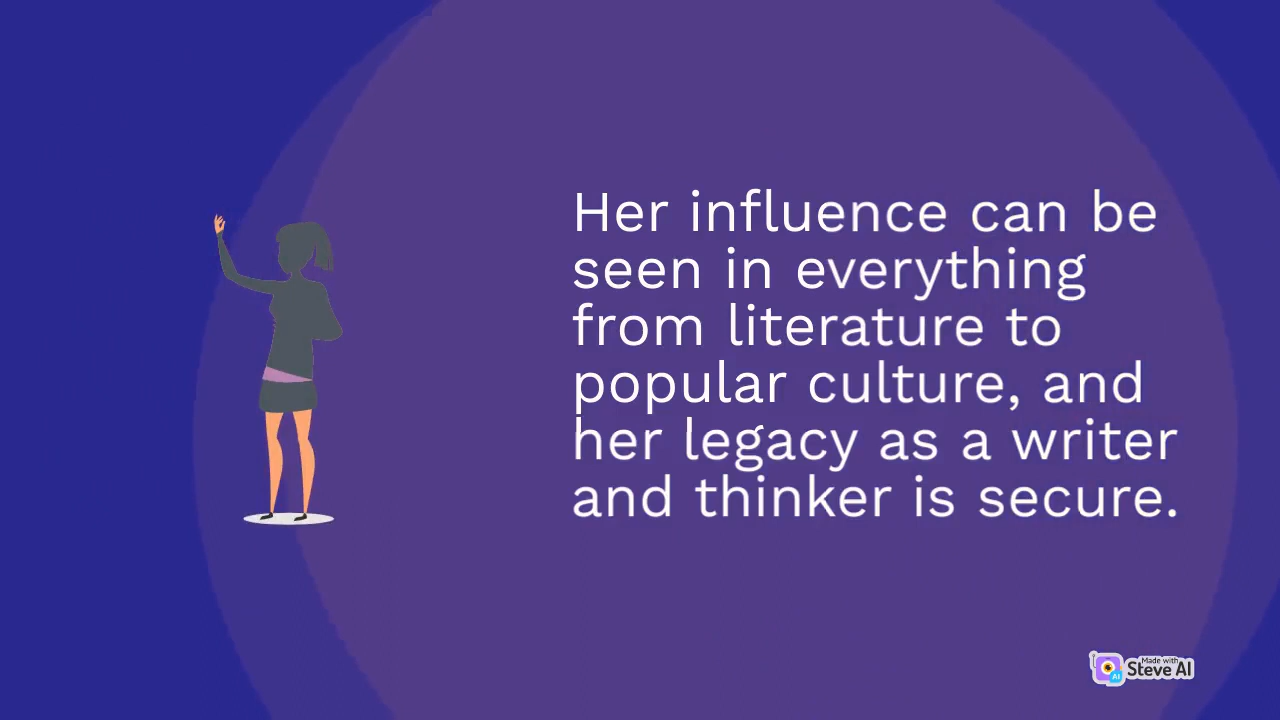 Her influence can be
seen in everything
from literature to
popular culture, and
her legacy as a writer
and thinker is secure.
Made with
Steve AI
AI